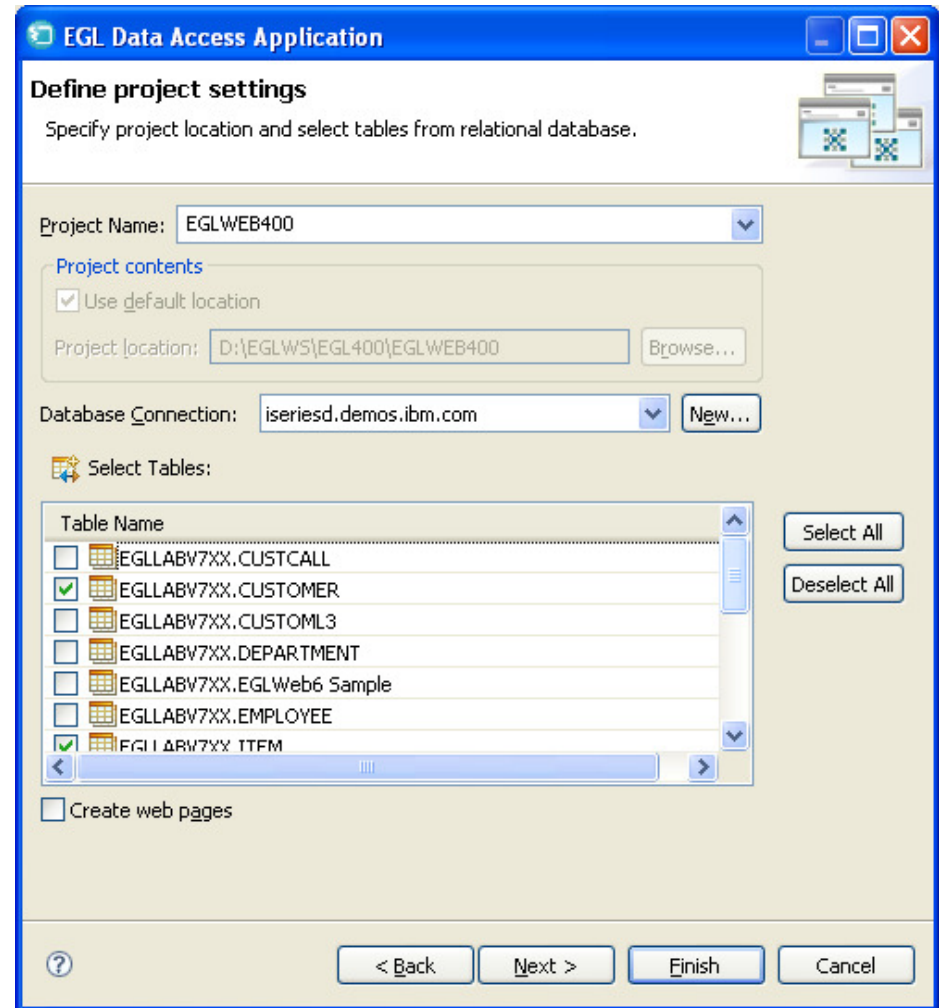 EGL Data Access Application
Define project settings
Specify project location and select tables from relational database.
Project Name: EGLWEB400
Project contents
Use default location
Project location: D:\EGLWS\EGL400\EGLWEB400 Browse...
Database Connection: iseriesd.demos.ibm.com New...
Select Tables:
Table Name
Select All
EGLLABV7XX.CUSTCALL
EGLLABV7XX.CUSTOMER
Deselect All
EGLLABV7XX.CUSTOML3
EGLLABV7XX.DEPARTMENT
EGLLABV7XX.EGLWeb6 Sample
EGLLABV7XX.EMPLOYEE
EGLLABV7XX.ITEM
Create web pages
? < Back Next > Finish Cancel